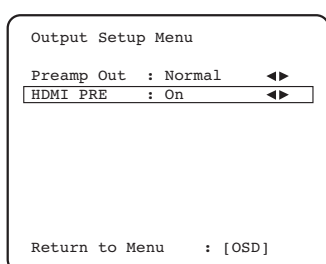 Output Setup Menu
Preamp Out : Normal ◄►
HDMI PRE : On ◄►
Return to Menu : [OSD]